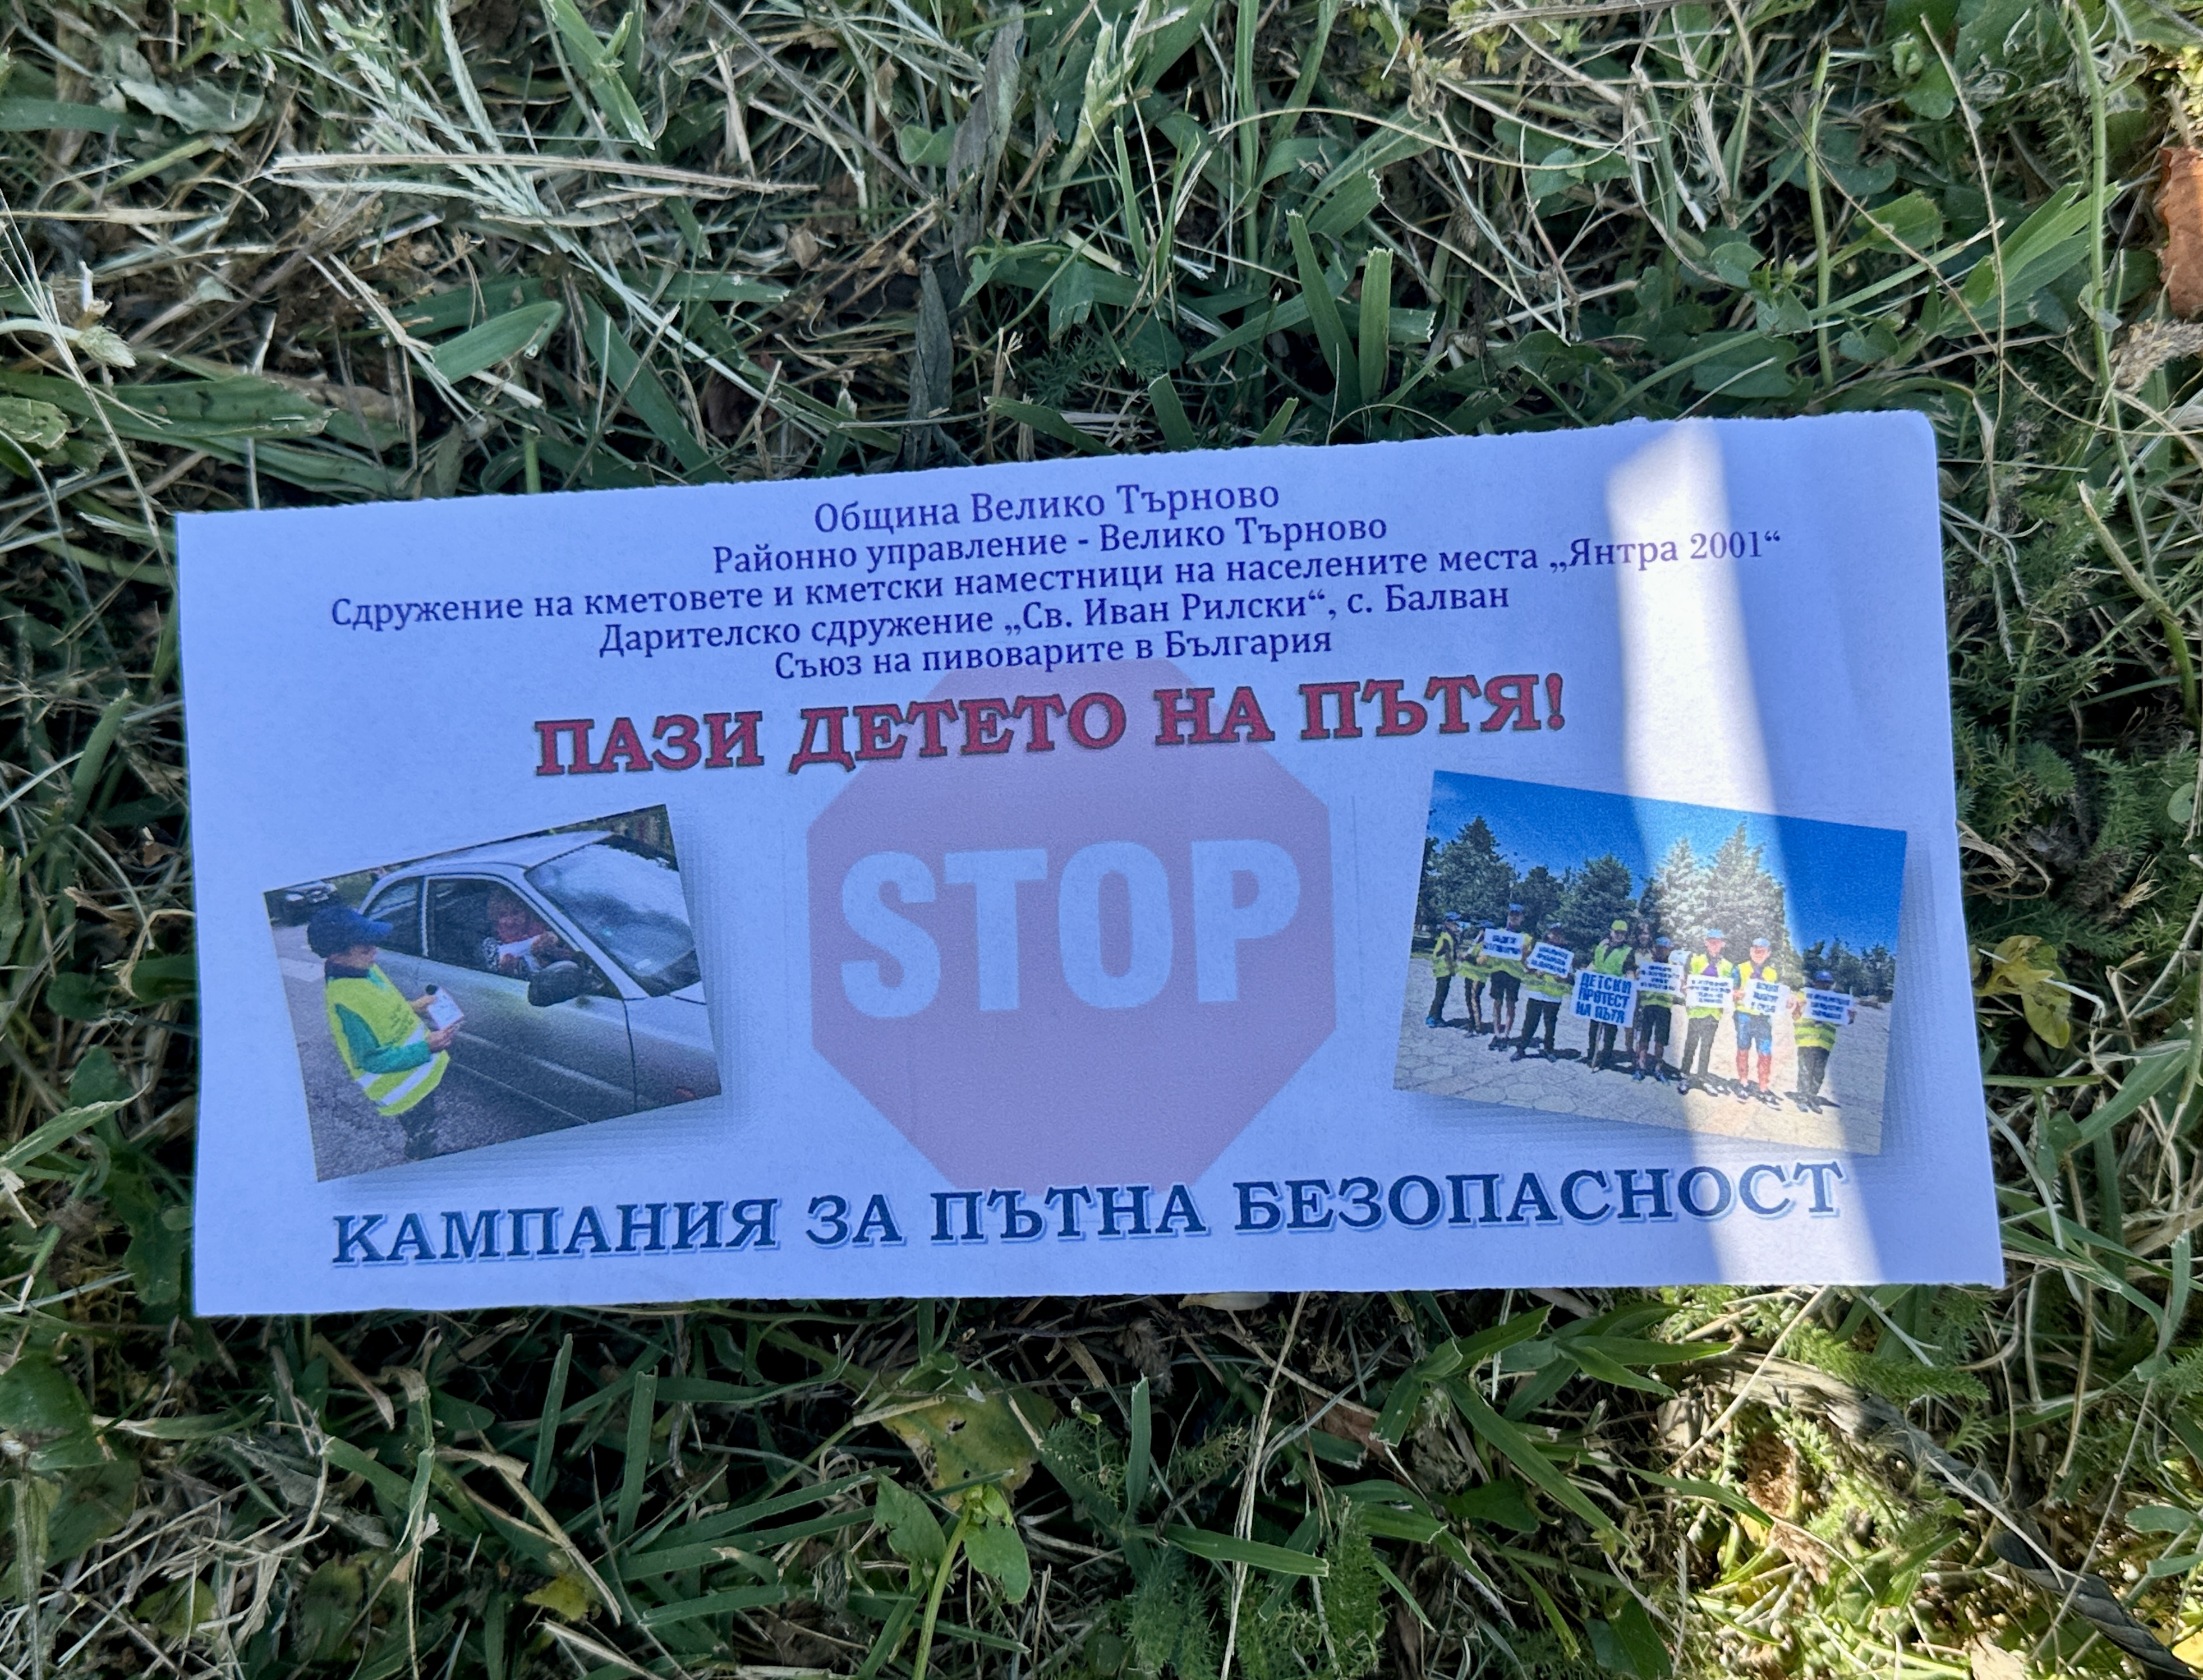 Община Велико Търново
Районно управление - Велико Търново
Сдружение на кметовете и кметски наместници на населените места „Янтра 2001“
Дарителско сдружение „Св. Иван Рилски“, с. Балван
Съюз на пивоварите в България
ПАЗИ ДЕТЕТО НА ПЪТЯ!
STOP
ДЕТСКИ
ПРОТЕСТ
НА ПЪТЯ
КАМПАНИЯ ЗА ПЪТНА БЕЗОПАСНОСТ